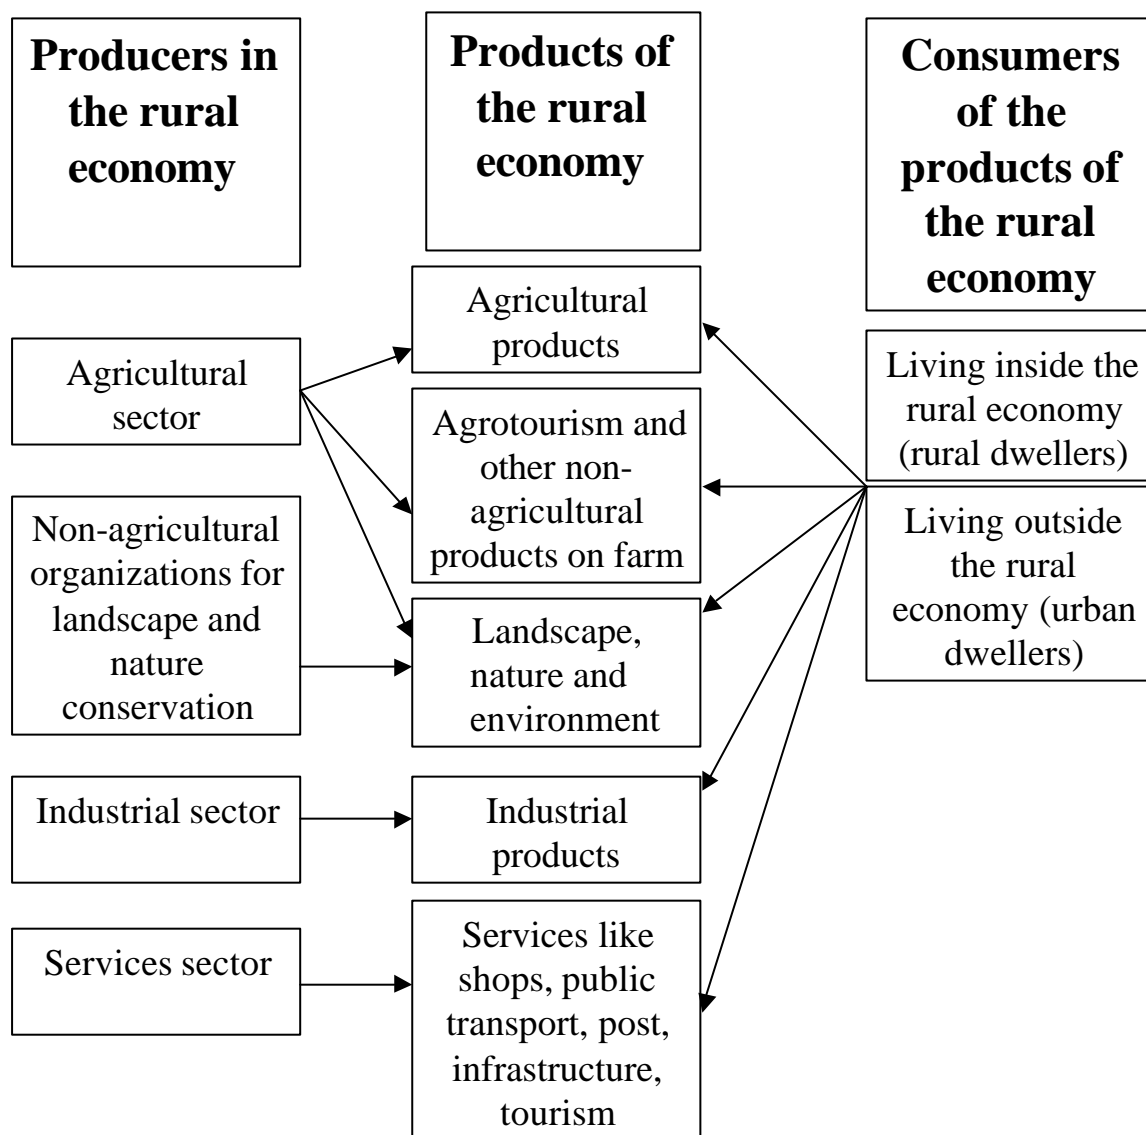 Producers in
the rural
economy
Products of
the rural
economy
Consumers
of the
products of
the rural
economy
Agricultural
sector
Non-agricultural
organizations for
landscape and
nature
conservation
Industrial sector
Services sector
Agricultural
products
Agrotourism and
other non-
agricultural
products on farm
Landscape,
nature and
environment
Industrial
products
Services like
shops, public
transport, post,
infrastructure,
tourism
Living inside the
rural economy
(rural dwellers)
Living outside
the rural
economy (urban
dwellers)